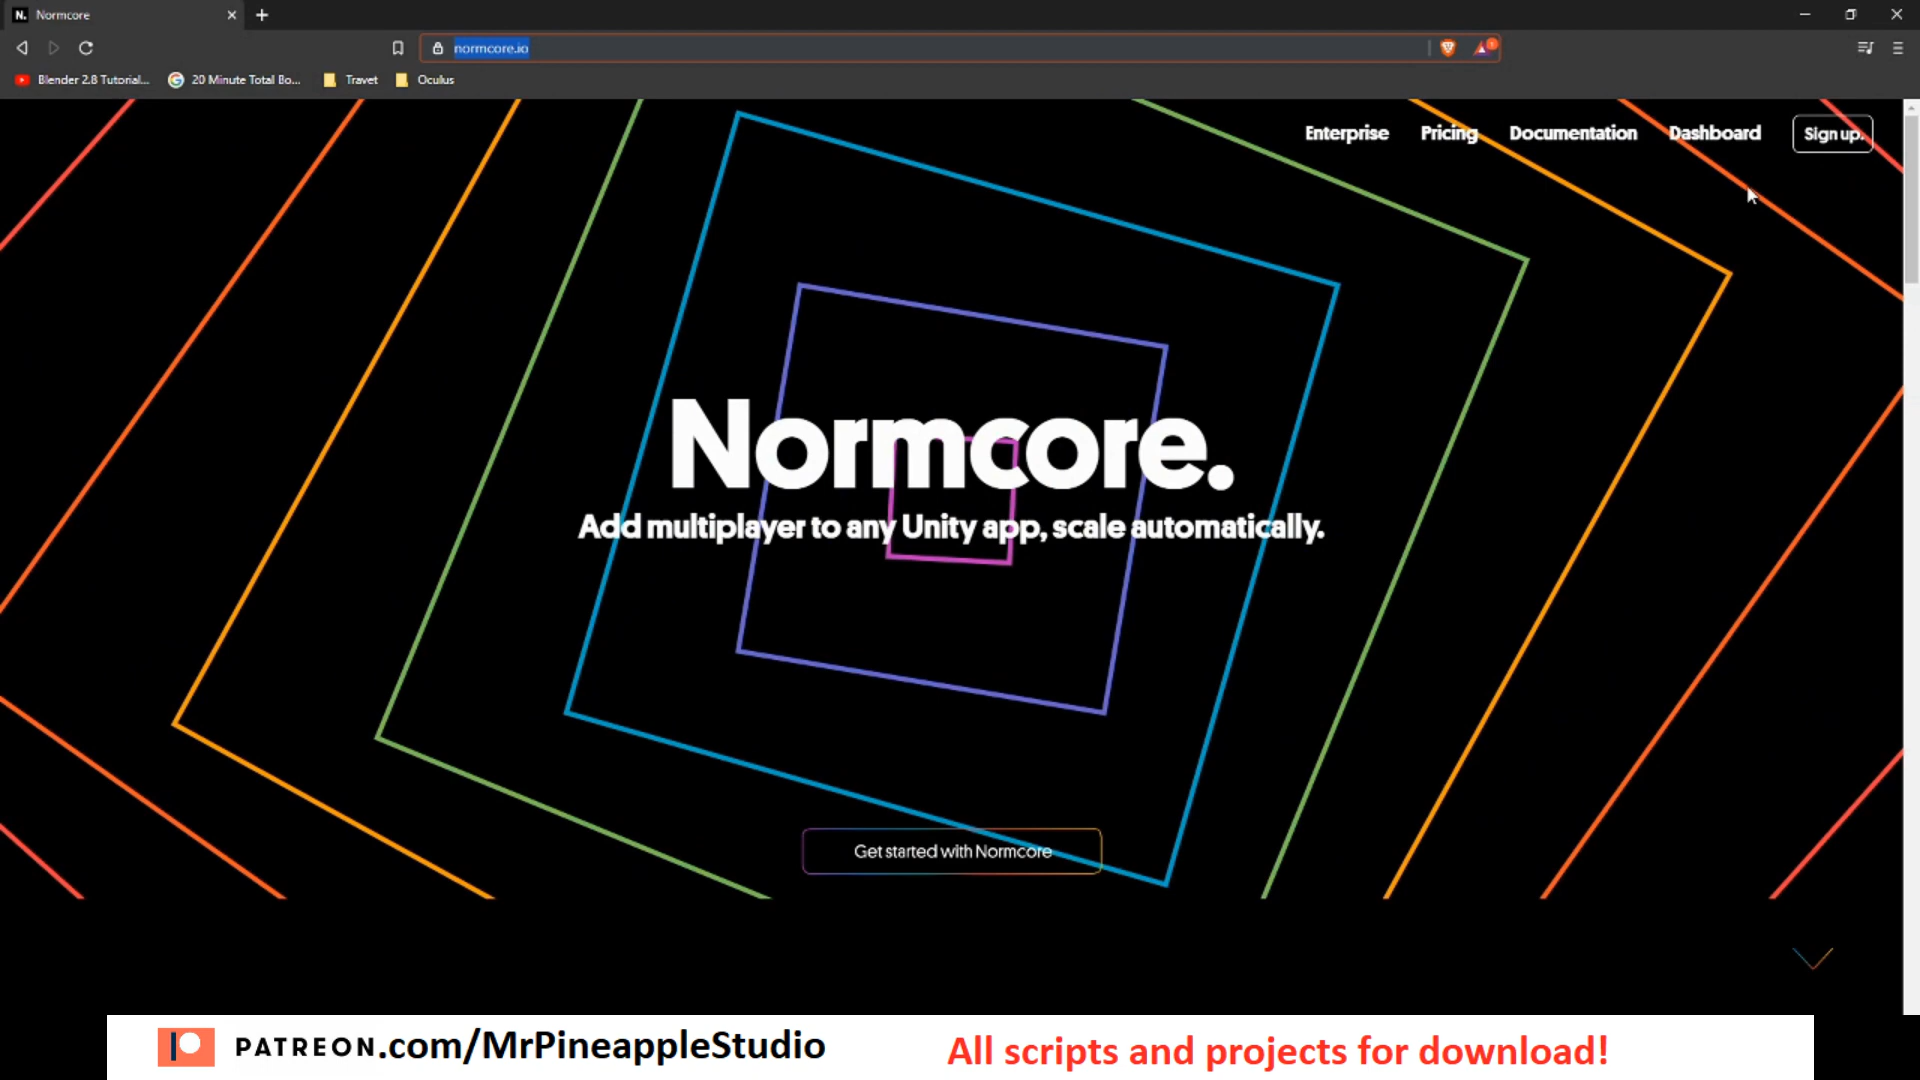 N. Normcore
normcore.io
Blender 2.8 Tutorial... 20 Minute Total Bo... Travet Oculus
Enterprise Pricing Documentation Dashboard Sign up.
Normcore.
Add multiplayer to any Unity app, scale automatically.
Get started with Normcore
PATREON.com/MrPineappleStudio All scripts and projects for download!